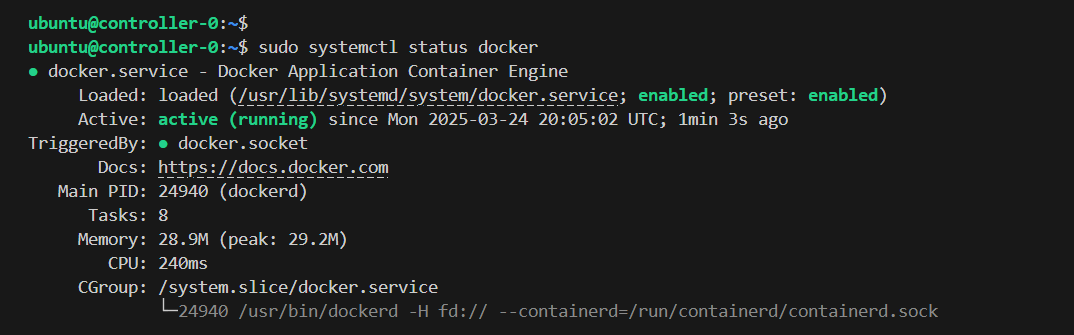 ubuntu@controller-0:~$
ubuntu@controller-0:~$ sudo systemctl status docker
● docker.service - Docker Application Container Engine
     Loaded: loaded (/usr/lib/systemd/system/docker.service; enabled; preset: enabled)
     Active: active (running) since Mon 2025-03-24 20:05:02 UTC; 1min 3s ago
TriggeredBy: ● docker.socket
       Docs: https://docs.docker.com
   Main PID: 24940 (dockerd)
      Tasks: 8
     Memory: 28.9M (peak: 29.2M)
        CPU: 240ms
     CGroup: /system.slice/docker.service
             └─24940 /usr/bin/dockerd -H fd:// --containerd=/run/containerd/containerd.sock